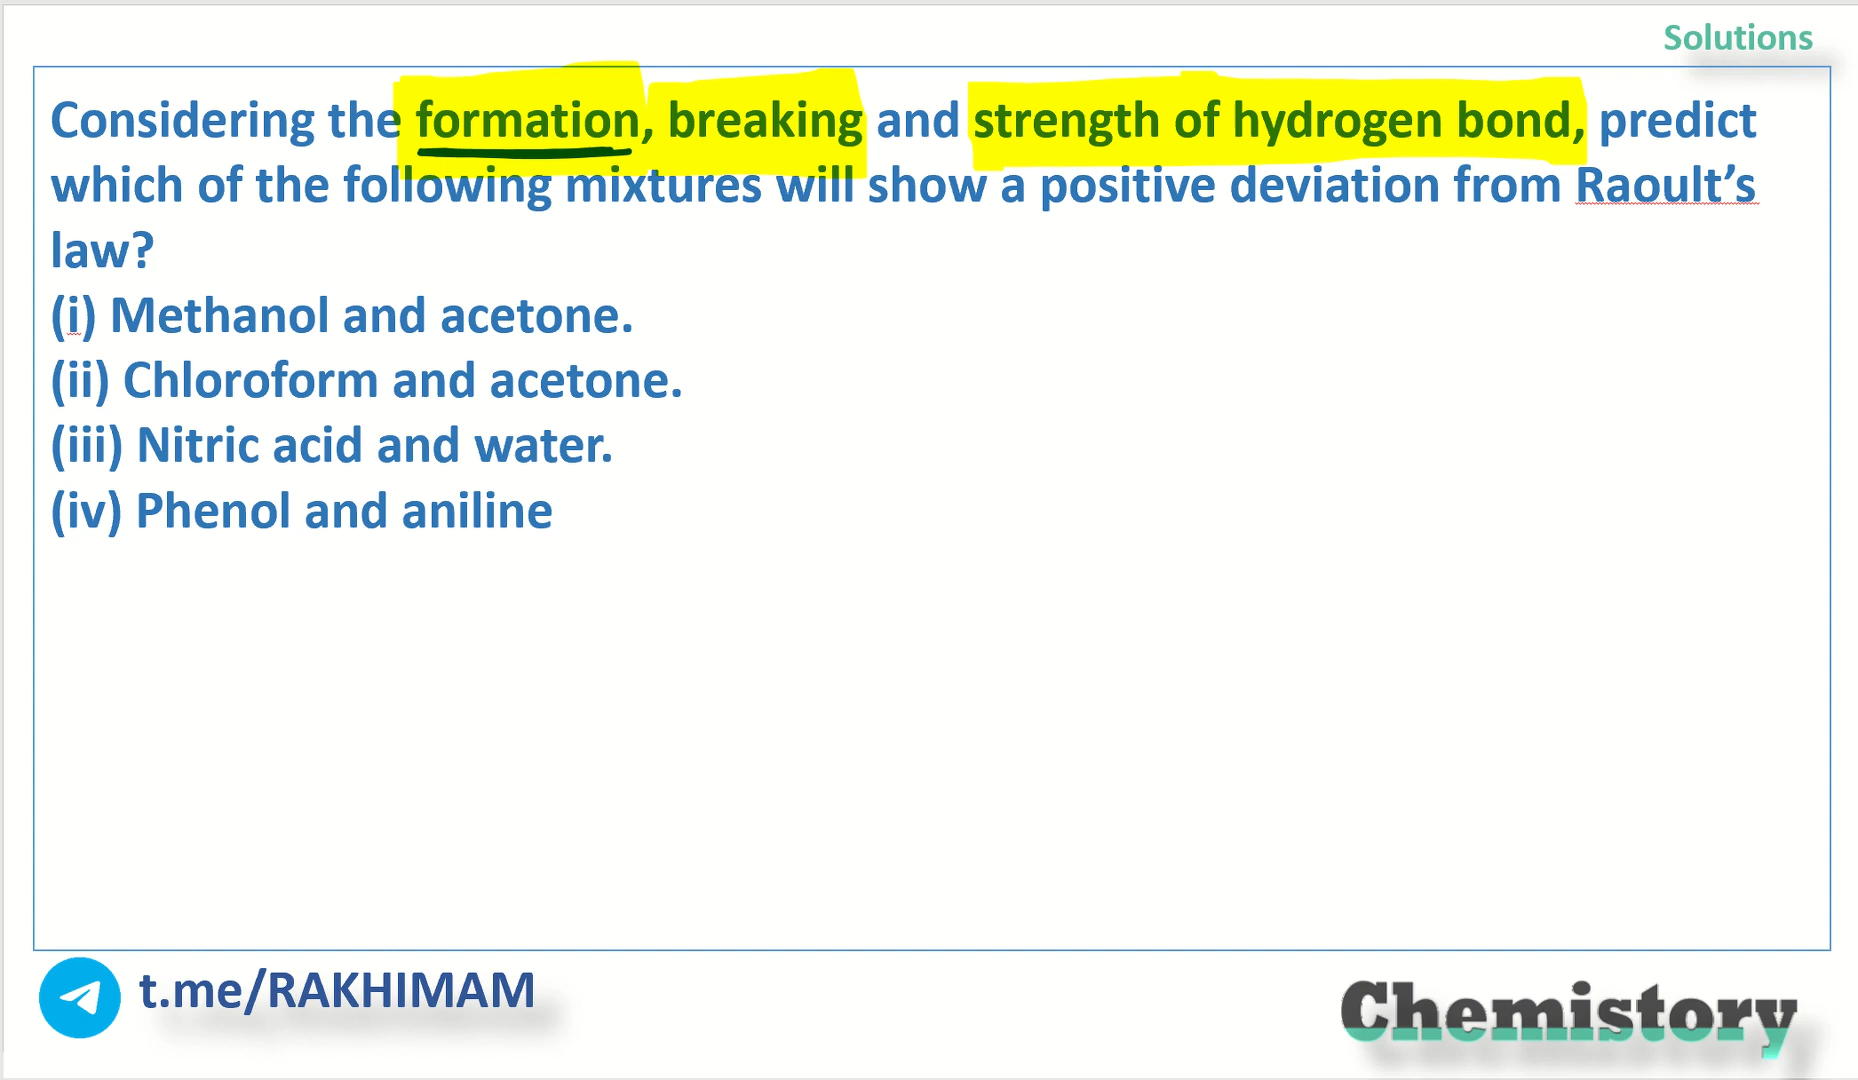 Solutions
Considering the formation, breaking and strength of hydrogen bond, predict
which of the following mixtures will show a positive deviation from Raoult’s
law?
(i) Methanol and acetone.
(ii) Chloroform and acetone.
(iii) Nitric acid and water.
(iv) Phenol and aniline
t.me/RAKHIMAM
Chemistory